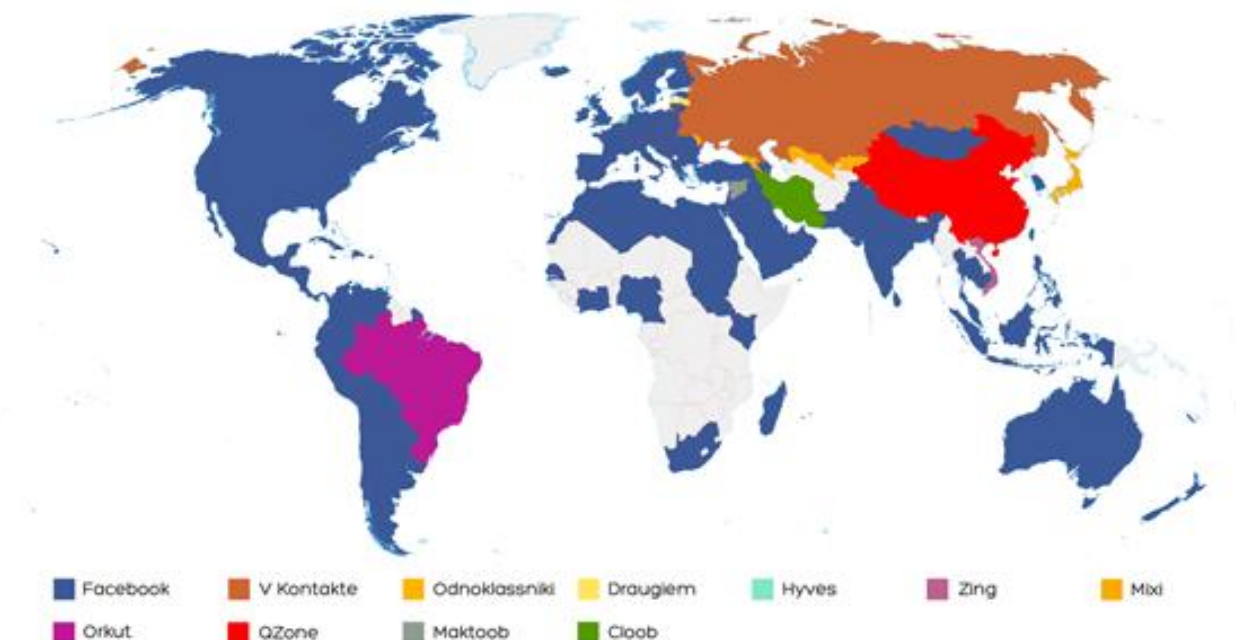 Facebook V Kontakte Odnoklassniki Draugiem Hyves Zing Mixi
Orkut QZone Maktoob Cloob